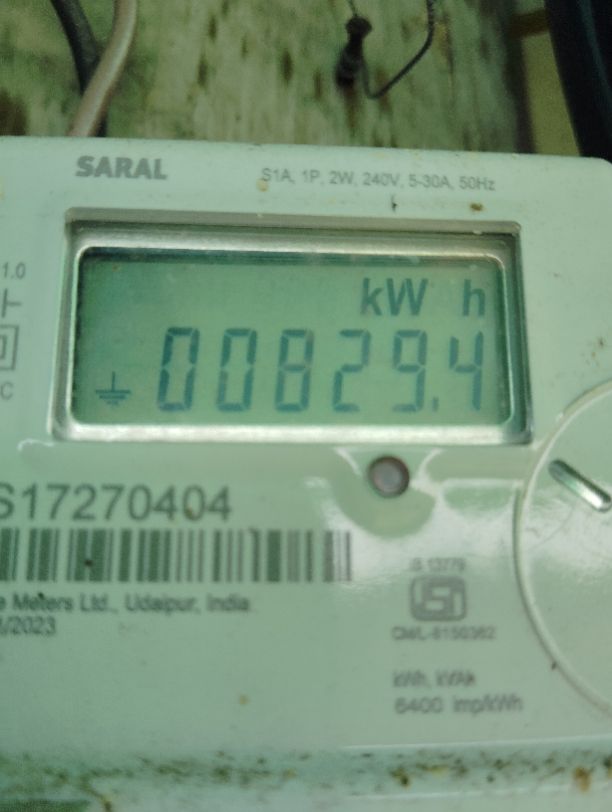 SARAL
S1A, 1P, 2W, 240V, 5-30A, 50Hz
1.0
kW h
00829.4
C
S17270404
Meters Ltd., Udaipur, India
/2023
IS 13779
CM/L-8150362
kWh, kVAh
6400 imp/kWh